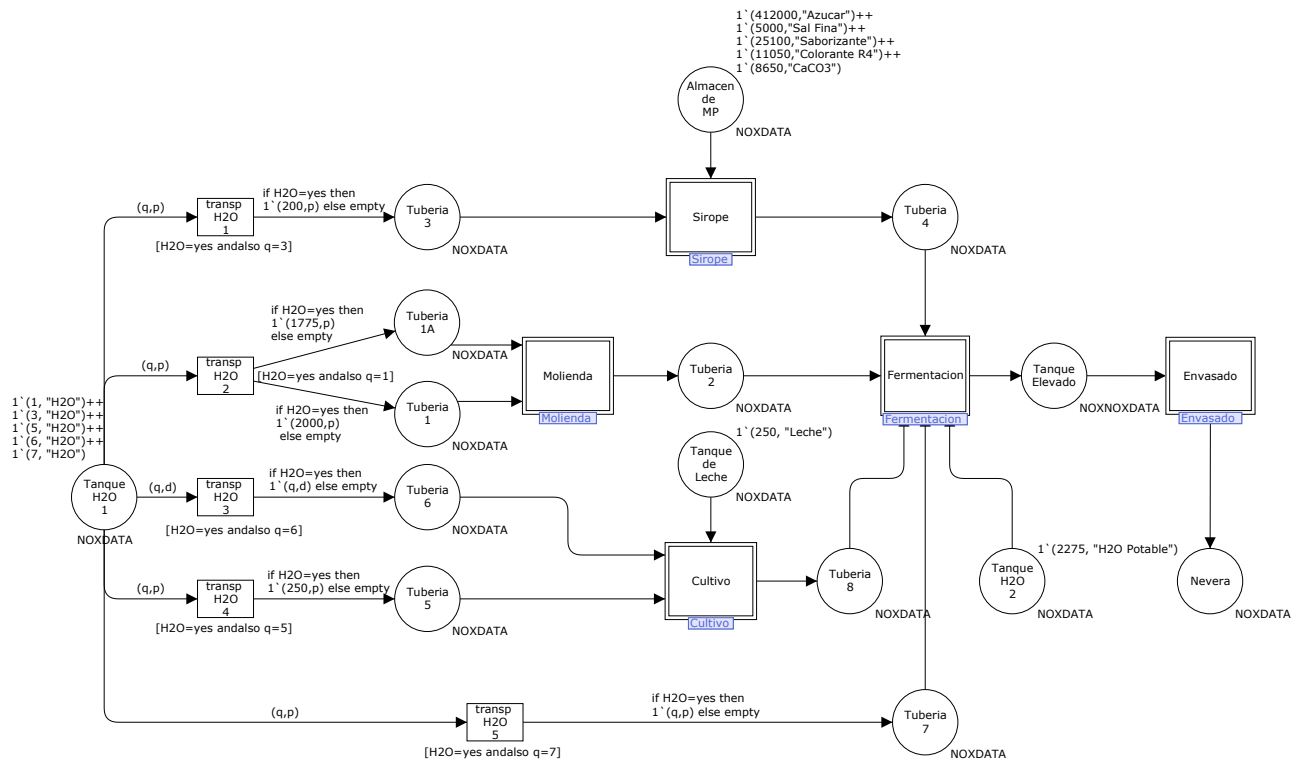 1`(412000,"Azucar")++
1`(5000,"Sal Fina")++
1`(25100,"Saborizante")++
1`(11050,"Colorante R4")++
1`(8650,"CaCO3")
Almacen
de
MP
NOXDATA
(q,p)
transp
H2O
1
[H2O=yes andalso q=3]
if H2O=yes then
1`(200,p) else empty
Tuberia
3
NOXDATA
Sirope
Sirope
Tuberia
4
NOXDATA
(q,p)
transp
H2O
2
[H2O=yes andalso q=1]
if H2O=yes then
1`(1775,p)
else empty
if H2O=yes then
1`(2000,p)
else empty
Tuberia
1A
NOXDATA
Tuberia
1
NOXDATA
Molienda
Molienda
Tuberia
2
NOXDATA
Fermentacion
Fermentacion
Tanque
Elevado
NOXNOXDATA
Envasado
Envasado
1`(1, "H2O")++
1`(3, "H2O")++
1`(5, "H2O")++
1`(6, "H2O")++
1`(7, "H2O")
Tanque
H2O
1
NOXDATA
(q,d)
transp
H2O
3
[H2O=yes andalso q=6]
if H2O=yes then
1`(q,d) else empty
Tuberia
6
NOXDATA
1`(250, "Leche")
Tanque
de
Leche
NOXDATA
(q,p)
transp
H2O
4
[H2O=yes andalso q=5]
if H2O=yes then
1`(250,p) else empty
Tuberia
5
NOXDATA
Cultivo
Cultivo
Tuberia
8
NOXDATA
1`(2275, "H2O Potable")
Tanque
H2O
2
NOXDATA
Nevera
NOXDATA
(q,p)
transp
H2O
5
[H2O=yes andalso q=7]
if H2O=yes then
1`(q,p) else empty
Tuberia
7
NOXDATA